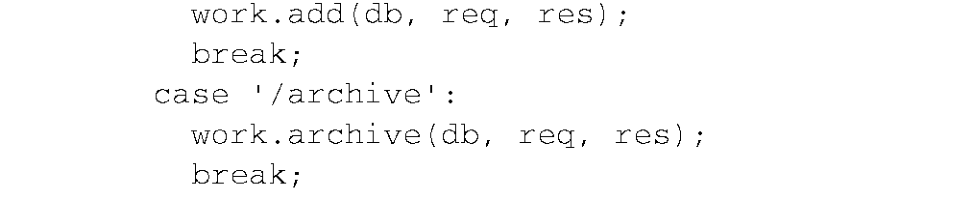 work.add(db, req, res);
break;
case '/archive':
work.archive(db, req, res);
break;